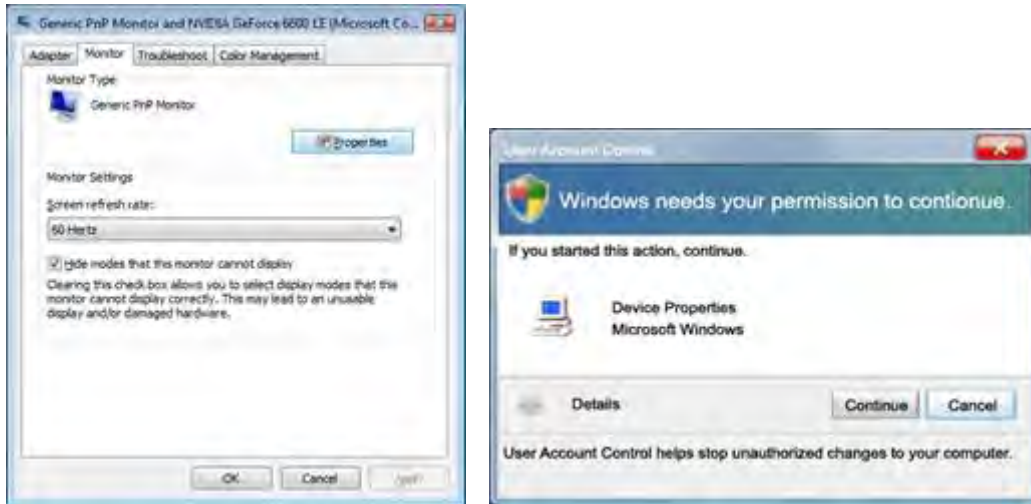 Generic PnP Monitor and NVIDIA GeForce 6600 LE (Microsoft Co...
Adapter Monitor Troubleshoot Color Management
Monitor Type
Generic PnP Monitor
Properties
Monitor Settings
Screen refresh rate:
60 Hertz
Hide modes that this monitor cannot display
Clearing this check box allows you to select display modes that this
monitor cannot display correctly. This may lead to an unusable
display and/or damaged hardware.
OK Cancel Apply
User Account Control
Windows needs your permission to contionue.
If you started this action, continue.
Device Properties
Microsoft Windows
Details Continue Cancel
User Account Control helps stop unauthorized changes to your computer.